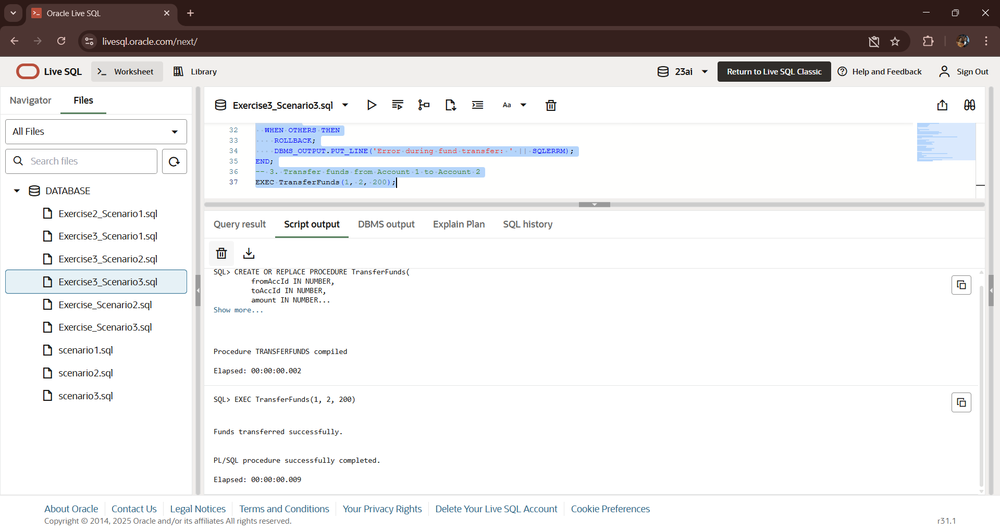 Oracle Live SQL
livesql.oracle.com/next/
Live SQL
Worksheet
Library
23ai
Return to Live SQL Classic
Help and Feedback
Sign Out
Navigator
Files
All Files
Search files
DATABASE
Exercise2_Scenario1.sql
Exercise3_Scenario1.sql
Exercise3_Scenario2.sql
Exercise3_Scenario3.sql
Exercise_Scenario2.sql
Exercise_Scenario3.sql
scenario1.sql
scenario2.sql
scenario3.sql
Exercise3_Scenario3.sql
Aa
32 WHEN OTHERS THEN
33 ROLLBACK;
34 DBMS_OUTPUT.PUT_LINE('Error during fund transfer: ' || SQLERRM);
35 END;
36 -- 3. Transfer funds from Account 1 to Account 2
37 EXEC TransferFunds(1, 2, 200);
Query result
Script output
DBMS output
Explain Plan
SQL history
SQL> CREATE OR REPLACE PROCEDURE TransferFunds(
fromAccId IN NUMBER,
toAccId IN NUMBER,
amount IN NUMBER...
Show more...
Procedure TRANSFERFUNDS compiled
Elapsed: 00:00:00.002
SQL> EXEC TransferFunds(1, 2, 200)
Funds transferred successfully.
PL/SQL procedure successfully completed.
Elapsed: 00:00:00.009
About Oracle
Contact Us
Legal Notices
Terms and Conditions
Your Privacy Rights
Delete Your Live SQL Account
Cookie Preferences
Copyright © 2014, 2025 Oracle and/or its affiliates All rights reserved.
r31.1